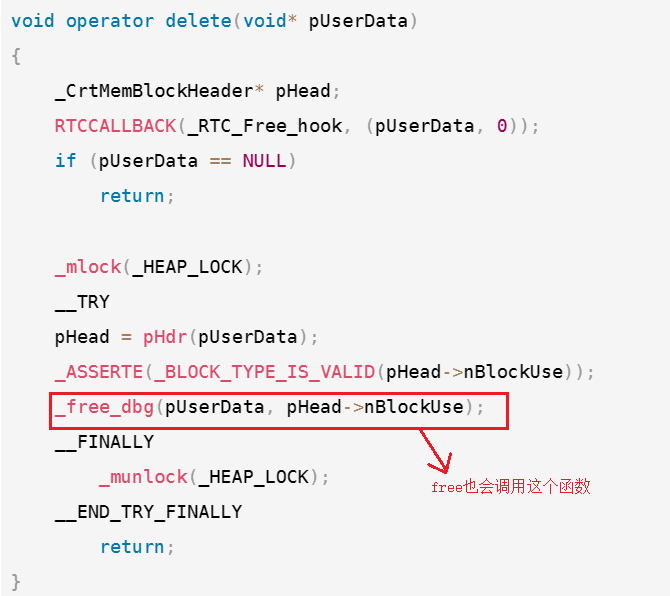 void operator delete(void* pUserData)
{
    _CrtMemBlockHeader* pHead;
    RTCCALLBACK(_RTC_Free_hook, (pUserData, 0));
    if (pUserData == NULL)
        return;
    _mlock(_HEAP_LOCK);
    __TRY
    pHead = pHdr(pUserData);
    _ASSERTE(_BLOCK_TYPE_IS_VALID(pHead->nBlockUse));
    _free_dbg(pUserData, pHead->nBlockUse);
    __FINALLY
        _munlock(_HEAP_LOCK);
free也会调用这个函数
    __END_TRY_FINALLY
        return;
}